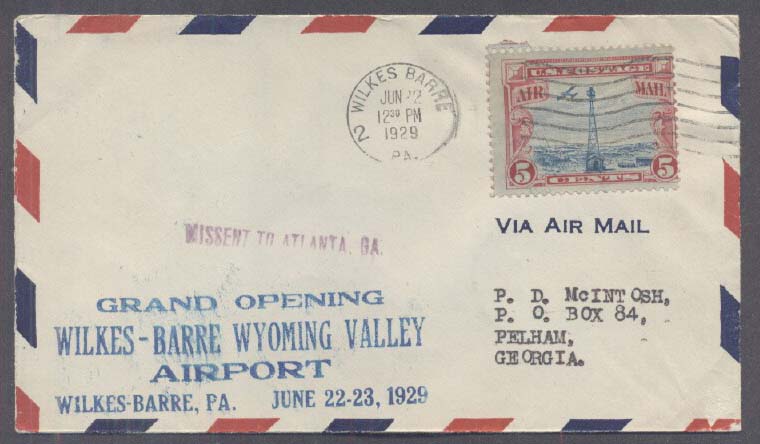 WILKES BARRE
JUN 22
12 30 PM
1929
PA.
2
U.S. POSTAGE
AIR MAIL
5 5
CENTS
VIA AIR MAIL
MISSENT TO ATLANTA, GA.
P. D. McINTOSH,
P. O. BOX 84,
PELHAM,
GEORGIA.
GRAND OPENING
WILKES-BARRE WYOMING VALLEY
AIRPORT
WILKES-BARRE, PA. JUNE 22-23, 1929